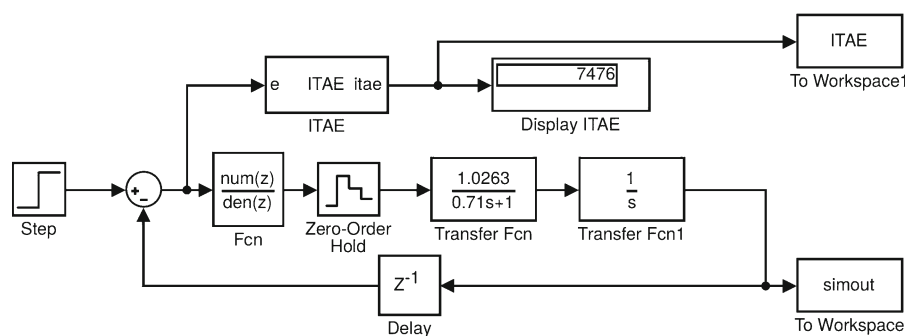 ITAE
To Workspace1
e ITAE itae
ITAE
7476
Display ITAE
Step
+
−
num(z)
den(z)
Fcn
Zero-Order
Hold
1.0263
0.71s+1
Transfer Fcn
1
s
Transfer Fcn1
Z-1
Delay
simout
To Workspace